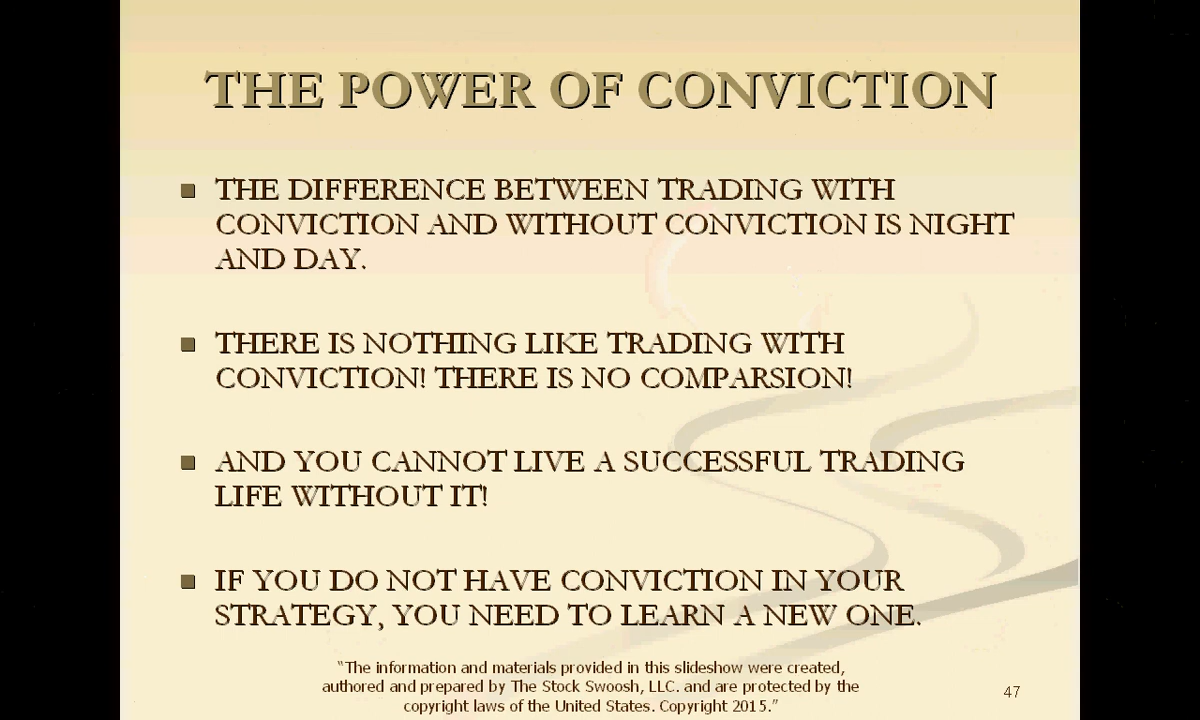 THE POWER OF CONVICTION
THE DIFFERENCE BETWEEN TRADING WITH
CONVICTION AND WITHOUT CONVICTION IS NIGHT
AND DAY.
THERE IS NOTHING LIKE TRADING WITH
CONVICTION! THERE IS NO COMPARSION!
AND YOU CANNOT LIVE A SUCCESSFUL TRADING
LIFE WITHOUT IT!
IF YOU DO NOT HAVE CONVICTION IN YOUR
STRATEGY, YOU NEED TO LEARN A NEW ONE.
"The information and materials provided in this slideshow were created,
authored and prepared by The Stock Swoosh, LLC. and are protected by the
copyright laws of the United States. Copyright 2015."
47